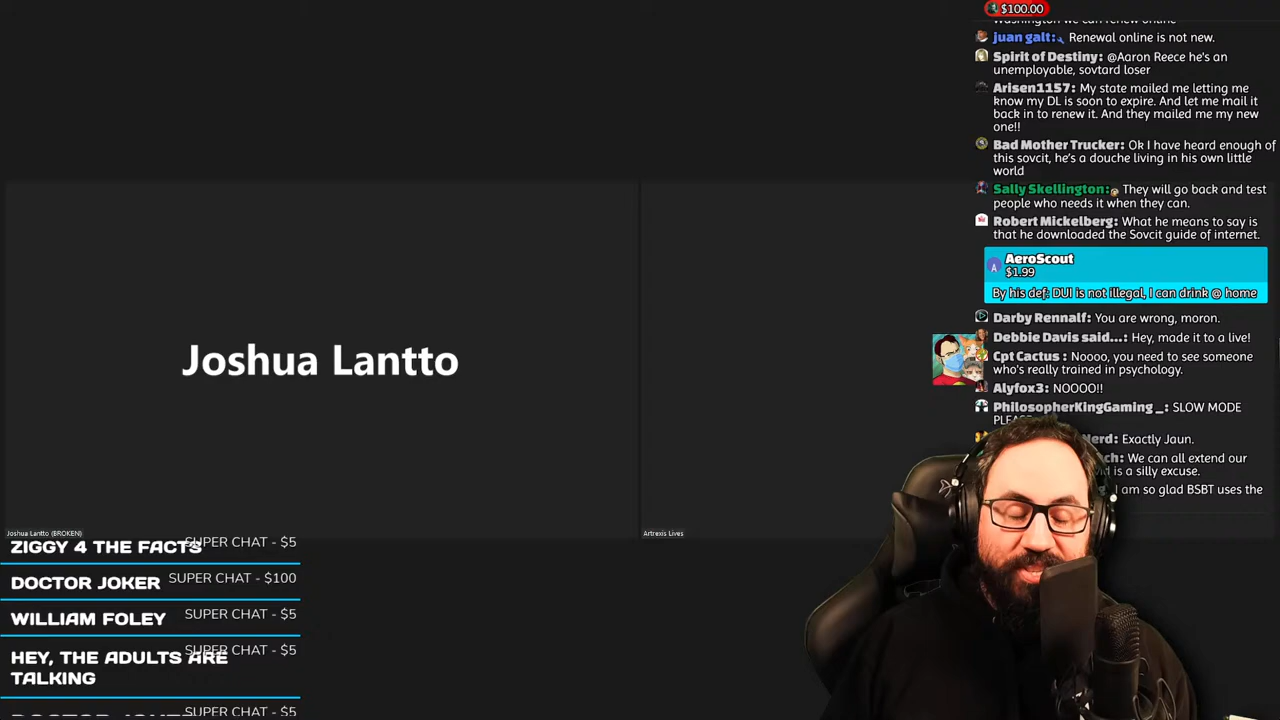 $100.00
Washington we can renew online
juan galt: Renewal online is not new.
Spirit of Destiny: @Aaron Reece he's an
unemployable, sovtard loser
Arisen1157: My state mailed me letting me
know my DL is soon to expire. And let me mail it
back in to renew it. And they mailed me my new
one!!
Bad Mother Trucker: Ok I have heard enough of
this sovcit, he's a douche living in his own little
world
Sally Skellington: They will go back and test
people who needs it when they can.
Robert Mickelberg: What he means to say is
that he downloaded the Sovcit guide of internet.
A
AeroScout
$1.99
By his def: DUI is not illegal, I can drink @ home
Darby Rennalf: You are wrong, moron.
Debbie Davis said...: Hey, made it to a live!
Cpt Cactus: Noooo, you need to see someone
who's really trained in psychology.
Alyfox3: NOOOO!!
PhilosopherKingGaming _: SLOW MODE
Nerd: Exactly Jaun.
We can all extend our
is a silly excuse.
I am so glad BSBT uses the
Joshua Lantto
Joshua Lantto (BROKEN)
Artrexis Lives
ZIGGY 4 THE FACTS SUPER CHAT - $5
DOCTOR JOKER SUPER CHAT - $100
WILLIAM FOLEY SUPER CHAT - $5
HEY, THE ADULTS ARE SUPER CHAT - $5
TALKING
SUPER CHAT - $5